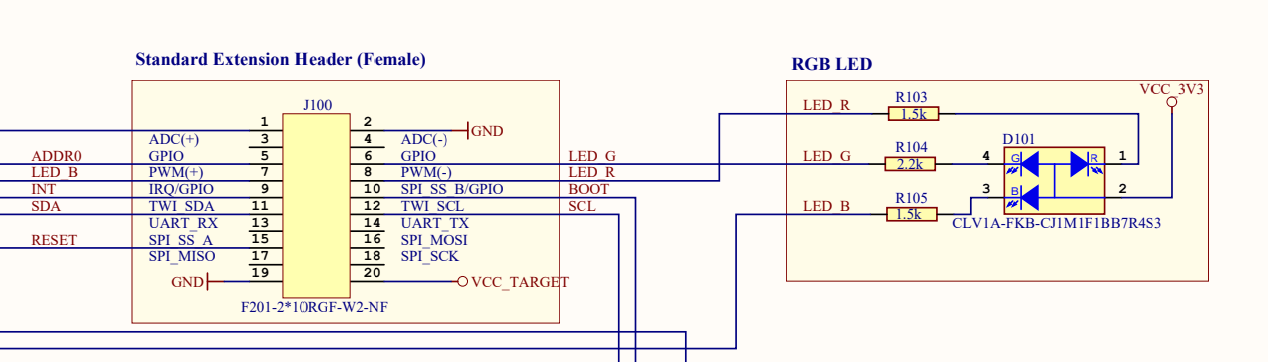 Standard Extension Header (Female)
RGB LED
J100
1 2 GND
ADC(+) 3 4 ADC(-)
ADDR0 GPIO 5 6 GPIO LED_G
LED_B PWM(+) 7 8 PWM(-) LED_R
INT IRQ/GPIO 9 10 SPI_SS_B/GPIO BOOT
SDA TWI_SDA 11 12 TWI_SCL SCL
UART_RX 13 14 UART_TX
RESET SPI_SS_A 15 16 SPI_MOSI
SPI_MISO 17 18 SPI_SCK
GND 19 20 VCC_TARGET
F201-2*10RGF-W2-NF
VCC_3V3
LED_R R103
1.5k
LED_G R104
2.2k
LED_B R105
1.5k
D101
4 G R 1
3 B 2
CLV1A-FKB-CJ1M1F1BB7R4S3